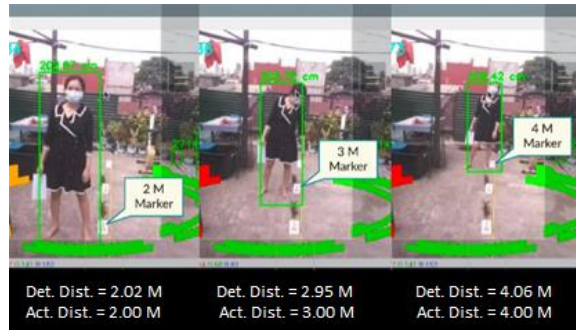 2 M
Marker
3 M
Marker
4 M
Marker
Det. Dist. = 2.02 M
Act. Dist. = 2.00 M
Det. Dist. = 2.95 M
Act. Dist. = 3.00 M
Det. Dist. = 4.06 M
Act. Dist. = 4.00 M